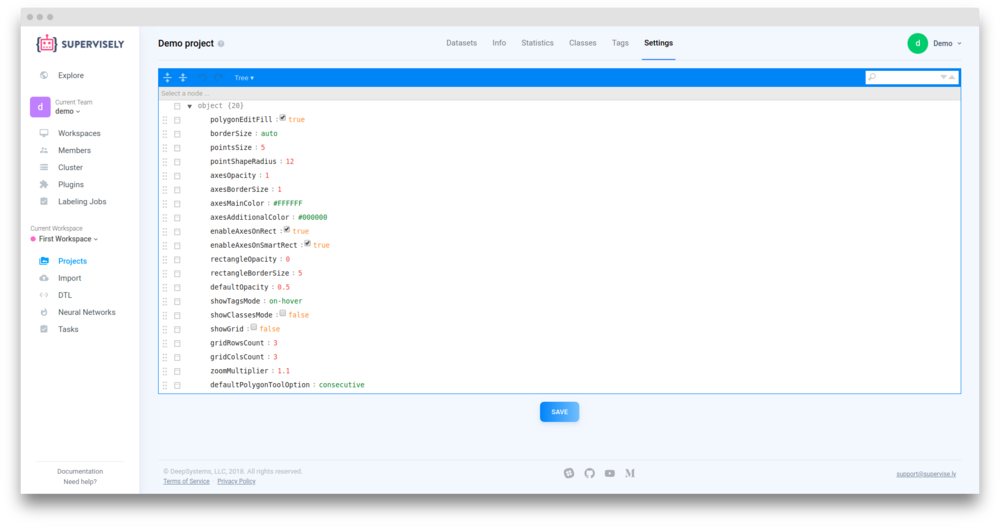 SUPERVISELY
Demo project
Datasets
Info
Statistics
Classes
Tags
Settings
d
Demo
Explore
Current Team
d
demo
Workspaces
Members
Cluster
Plugins
Labeling Jobs
Current Workspace
First Workspace
Projects
Import
DTL
Neural Networks
Tasks
Documentation
Need help?
Tree ▾
Select a node ...
object {20}
polygonEditFill : true
borderSize : auto
pointsSize : 5
pointShapeRadius : 12
axesOpacity : 1
axesBorderSize : 1
axesMainColor : #FFFFFF
axesAdditionalColor : #000000
enableAxesOnRect : true
enableAxesOnSmartRect : true
rectangleOpacity : 0
rectangleBorderSize : 5
defaultOpacity : 0.5
showTagsMode : on-hover
showClassesMode : false
showGrid : false
gridRowsCount : 3
gridColsCount : 3
zoomMultiplier : 1.1
defaultPolygonToolOption : consecutive
SAVE
© DeepSystems, LLC, 2018. All rights reserved.
Terms of Service · Privacy Policy
support@supervise.ly